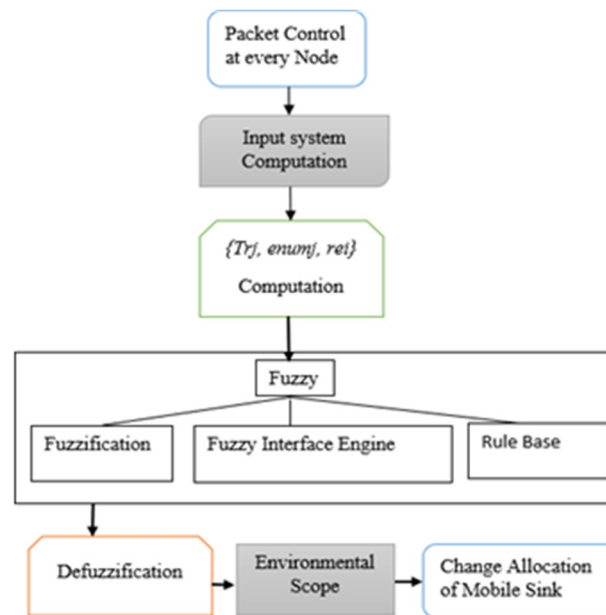 Packet Control
at every Node
Input system
Computation
{Trj, enumj, rei}
Computation
Fuzzy
Fuzzification
Fuzzy Interface Engine
Rule Base
Defuzzification
Environmental
Scope
Change Allocation
of Mobile Sink